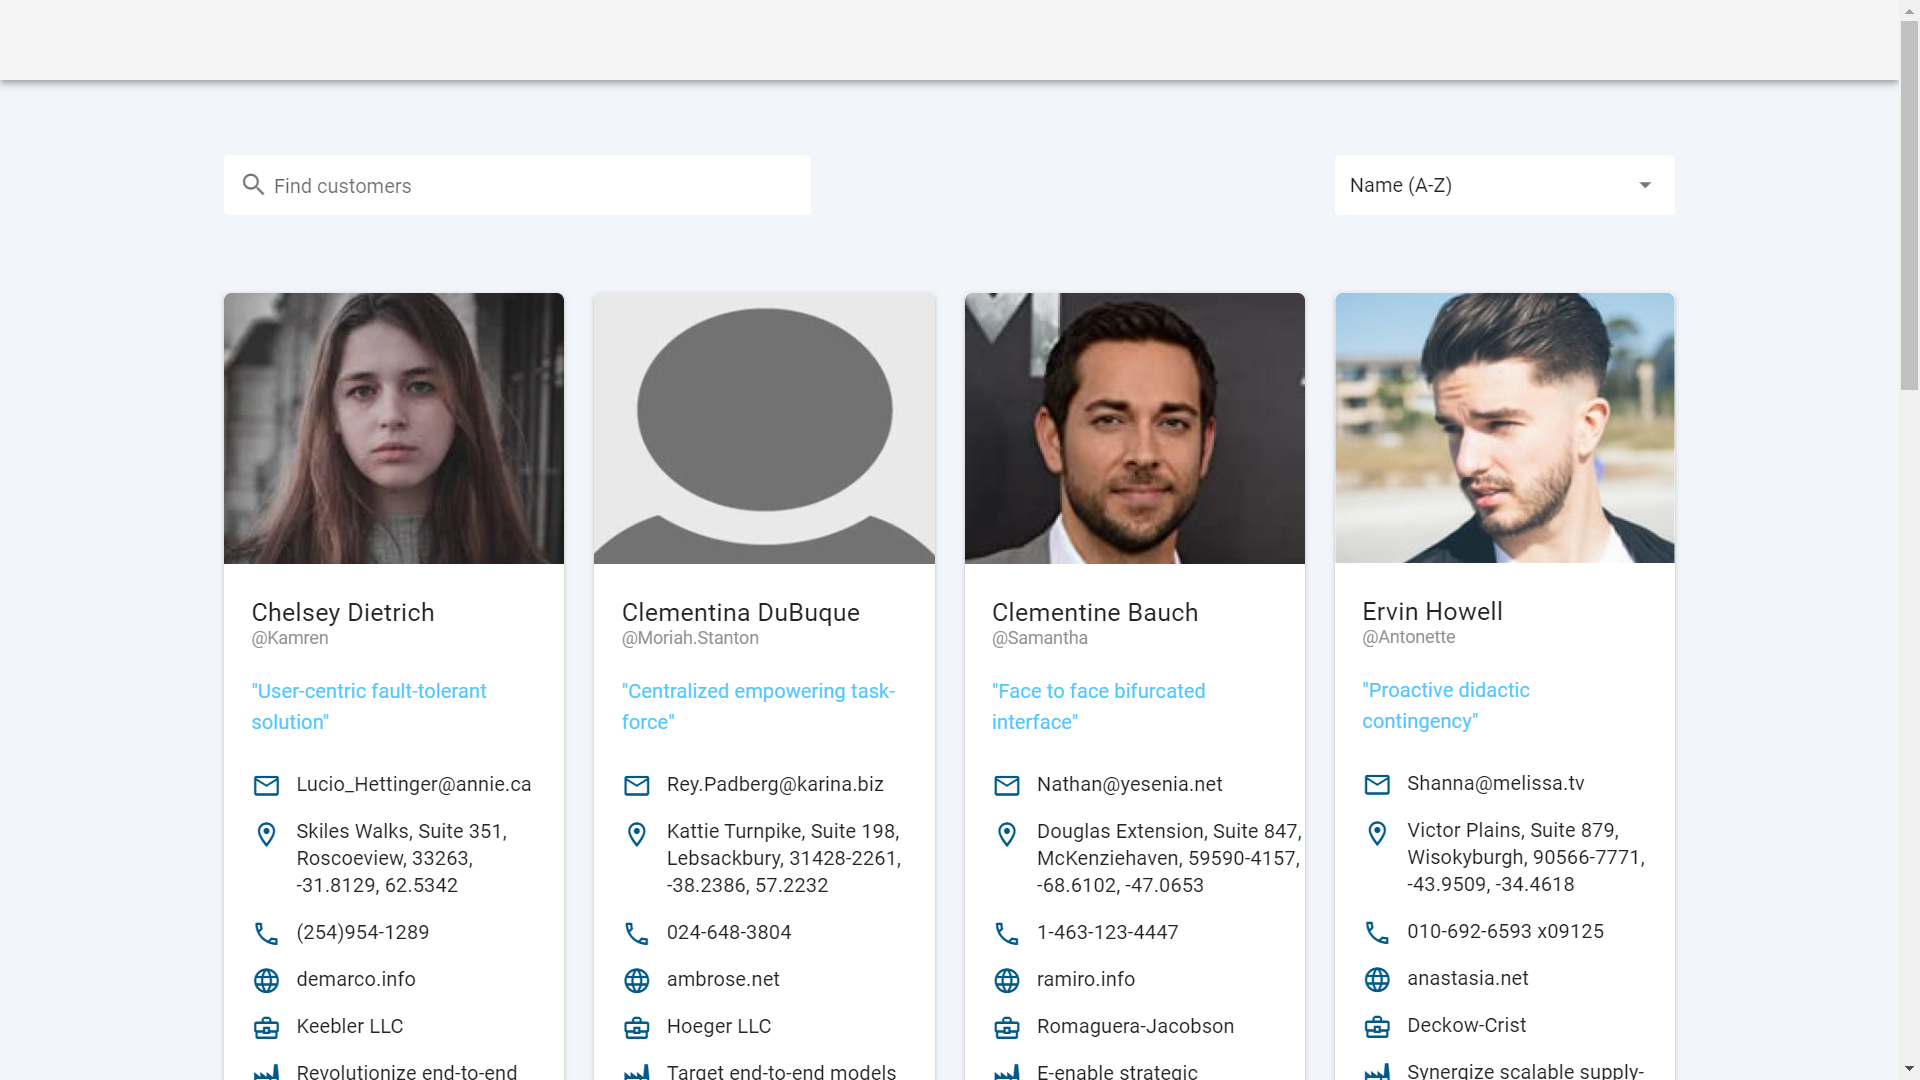 Find customers
Name (A-Z)
Chelsey Dietrich
@Kamren
"User-centric fault-tolerant
solution"
Lucio_Hettinger@annie.ca
Skiles Walks, Suite 351,
Roscoeview, 33263,
-31.8129, 62.5342
(254)954-1289
demarco.info
Keebler LLC
Revolutionize end-to-end
Clementina DuBuque
@Moriah.Stanton
"Centralized empowering task-
force"
Rey.Padberg@karina.biz
Kattie Turnpike, Suite 198,
Lebsackbury, 31428-2261,
-38.2386, 57.2232
024-648-3804
ambrose.net
Hoeger LLC
Target end-to-end models
Clementine Bauch
@Samantha
"Face to face bifurcated
interface"
Nathan@yesenia.net
Douglas Extension, Suite 847,
McKenziehaven, 59590-4157,
-68.6102, -47.0653
1-463-123-4447
ramiro.info
Romaguera-Jacobson
E-enable strategic
Ervin Howell
@Antonette
"Proactive didactic
contingency"
Shanna@melissa.tv
Victor Plains, Suite 879,
Wisokyburgh, 90566-7771,
-43.9509, -34.4618
010-692-6593 x09125
anastasia.net
Deckow-Crist
Synergize scalable supply-